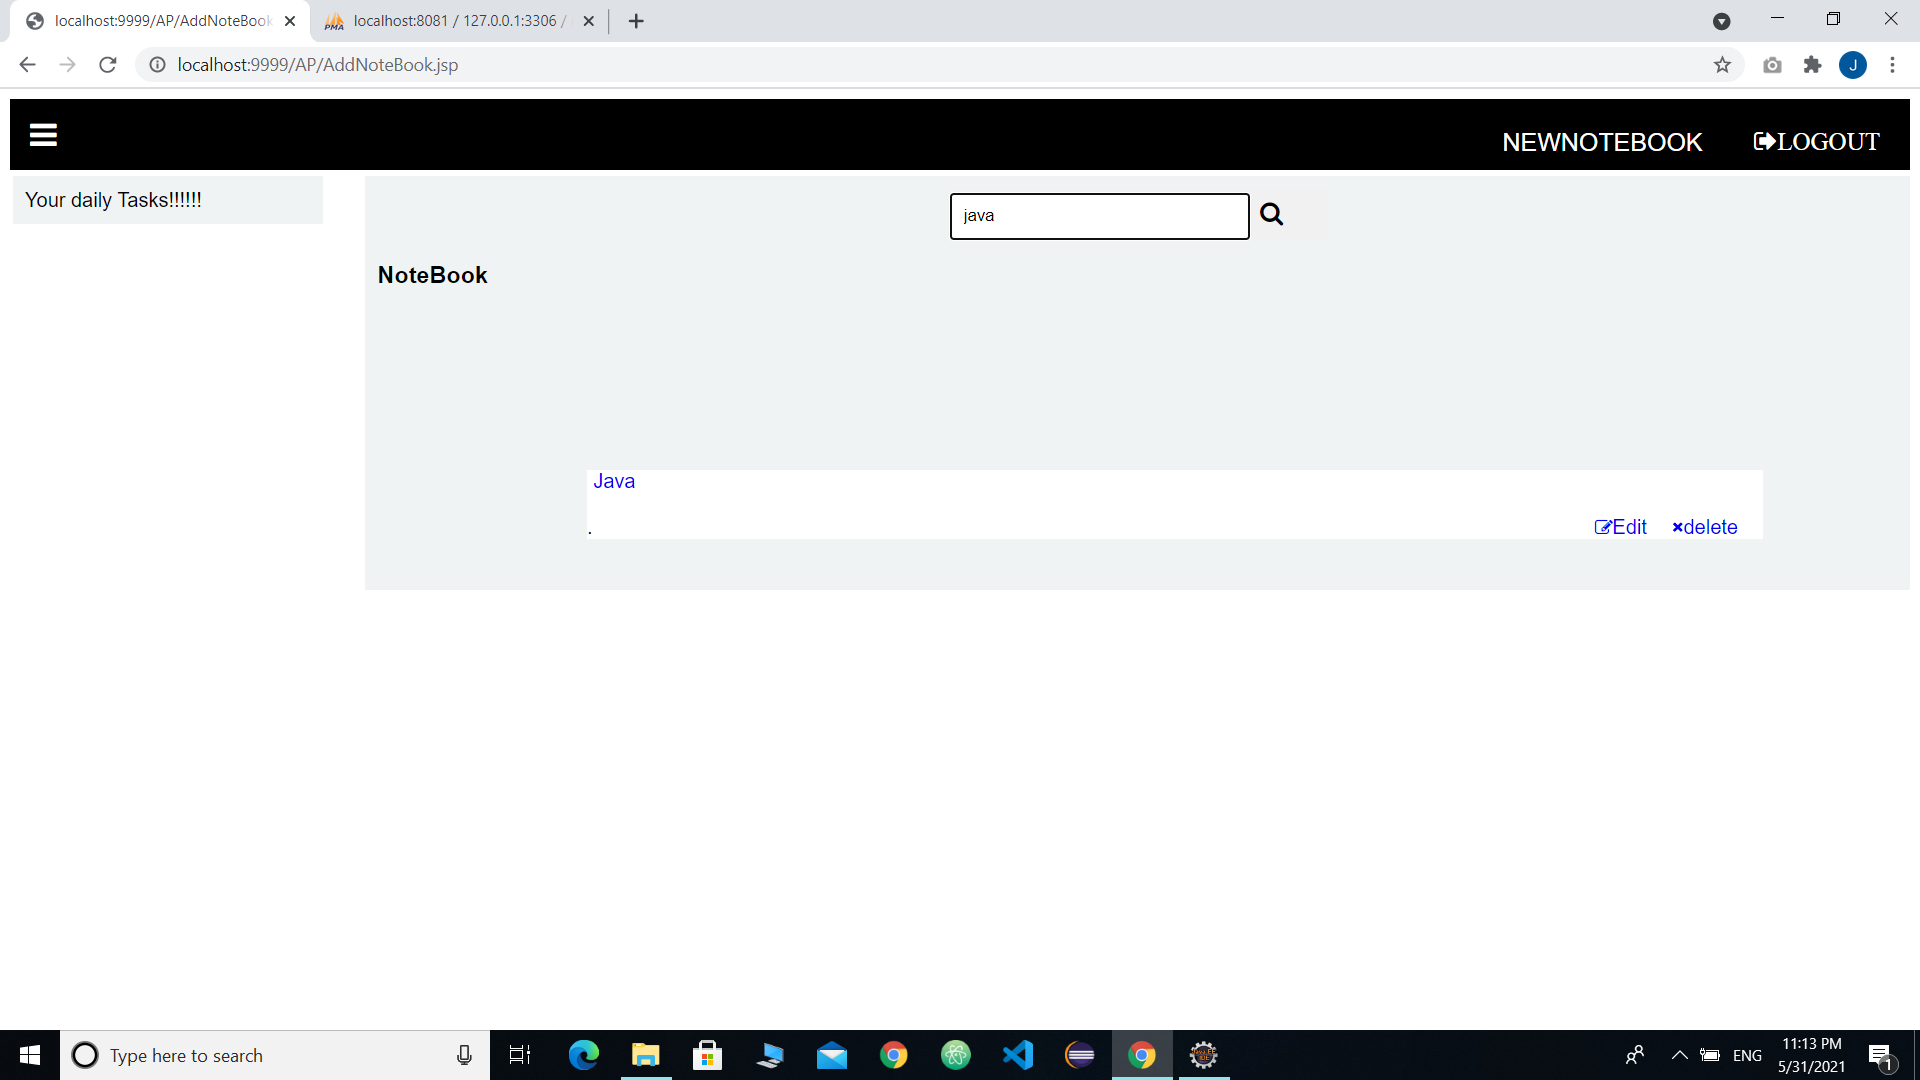 localhost:9999/AP/AddNoteBook
localhost:8081 / 127.0.0.1:3306 /
localhost:9999/AP/AddNoteBook.jsp
J
NEWNOTEBOOK
LOGOUT
Your daily Tasks!!!!!!
java
NoteBook
Java
.
Edit
delete
Type here to search
ENG
11:13 PM
5/31/2021
1